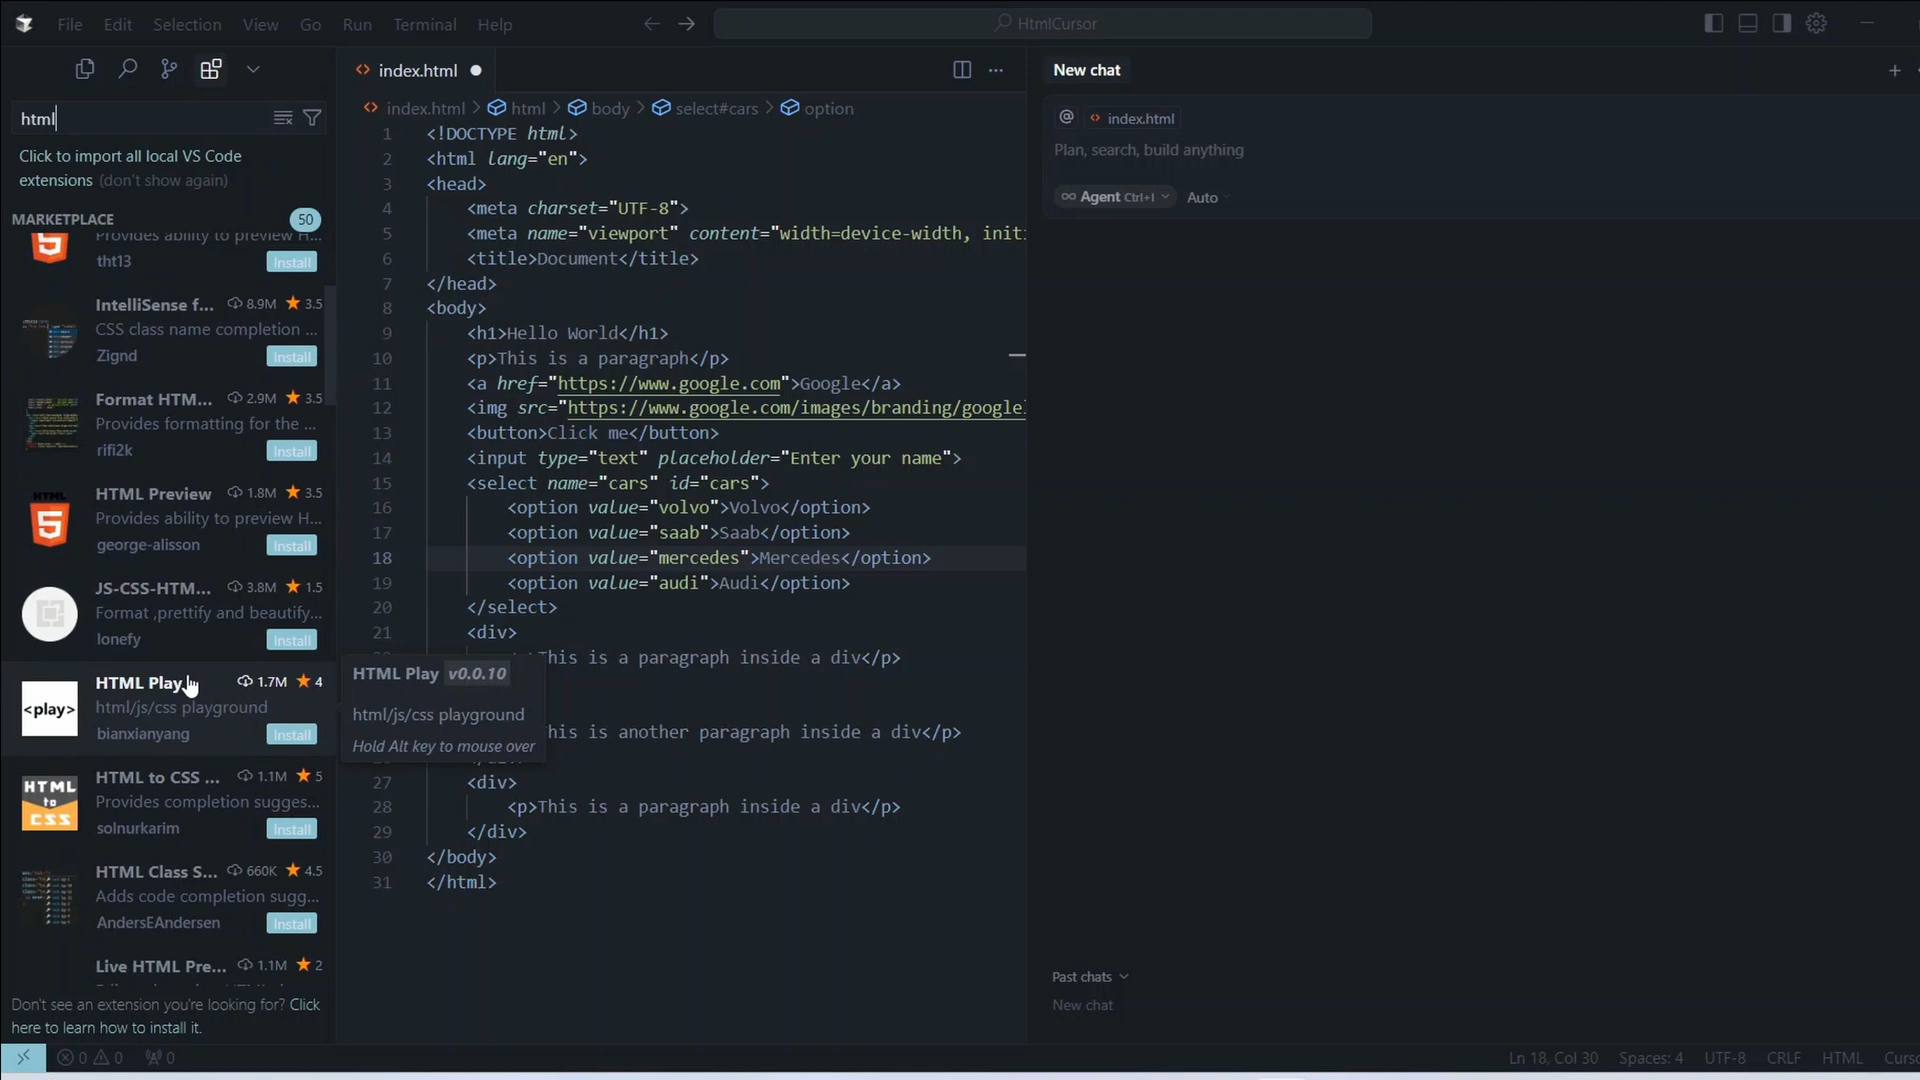 File Edit Selection View Go Run Terminal Help
HtmlCursor
index.html
New chat
html
index.html > html > body > select#cars > option
@ index.html
Plan, search, build anything
Agent Ctrl+I Auto
Click to import all local VS Code
extensions (don't show again)
MARKETPLACE 50
Provides ability to preview H...
tht13 Install
IntelliSense f... 8.9M 3.5
CSS class name completion ...
Zignd Install
Format HTM... 2.9M 3.5
Provides formatting for the ...
rifi2k Install
HTML Preview 1.8M 3.5
Provides ability to preview H...
george-alisson Install
JS-CSS-HTM... 3.8M 1.5
Format ,prettify and beautify...
lonefy Install
<play>
HTML Play 1.7M 4
html/js/css playground
bianxianyang Install
HTML to CSS
HTML to CSS ... 1.1M 5
Provides completion sugges...
solnurkarim Install
HTML Class S... 660K 4.5
Adds code completion sugg...
AndersEAndersen Install
Live HTML Pre... 1.1M 2
Don't see an extension you're looking for? Click
here to learn how to install it.
1 <!DOCTYPE html>
2 <html lang="en">
3 <head>
4 <meta charset="UTF-8">
5 <meta name="viewport" content="width=device-width, initi
6 <title>Document</title>
7 </head>
8 <body>
9 <h1>Hello World</h1>
10 <p>This is a paragraph</p>
11 <a href="https://www.google.com">Google</a>
12 <img src="https://www.google.com/images/branding/googlel
13 <button>Click me</button>
14 <input type="text" placeholder="Enter your name">
15 <select name="cars" id="cars">
16 <option value="volvo">Volvo</option>
17 <option value="saab">Saab</option>
18 <option value="mercedes">Mercedes</option>
19 <option value="audi">Audi</option>
20 </select>
21 <div>
This is a paragraph inside a div</p>
HTML Play v0.0.10
html/js/css playground
Hold Alt key to mouse over
his is another paragraph inside a div</p>
27 <div>
28 <p>This is a paragraph inside a div</p>
29 </div>
30 </body>
31 </html>
Past chats
New chat
0 0 0
Ln 18, Col 30 Spaces: 4 UTF-8 CRLF HTML Curso